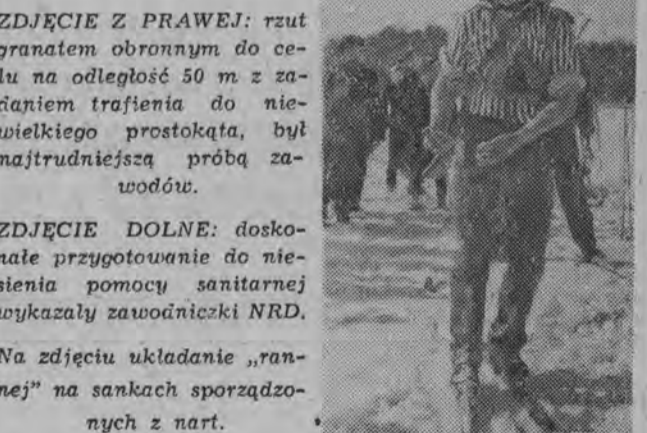 ZDJĘCIE Z PRAWEJ: rzut
granatem obronnym do ce-
lu na odległość 50 m z za-
daniem trafienia do nie-
wielkiego prostokąta, był
najtrudniejszą próbą za-
wodów.
ZDJĘCIE DOLNE: dosko-
nałe przygotowanie do nie-
sienia pomocy sanitarnej
wykazały zawodniczki NRD.
Na zdjęciu układanie „ran-
nej” na sankach sporządzo-
nych z nart.